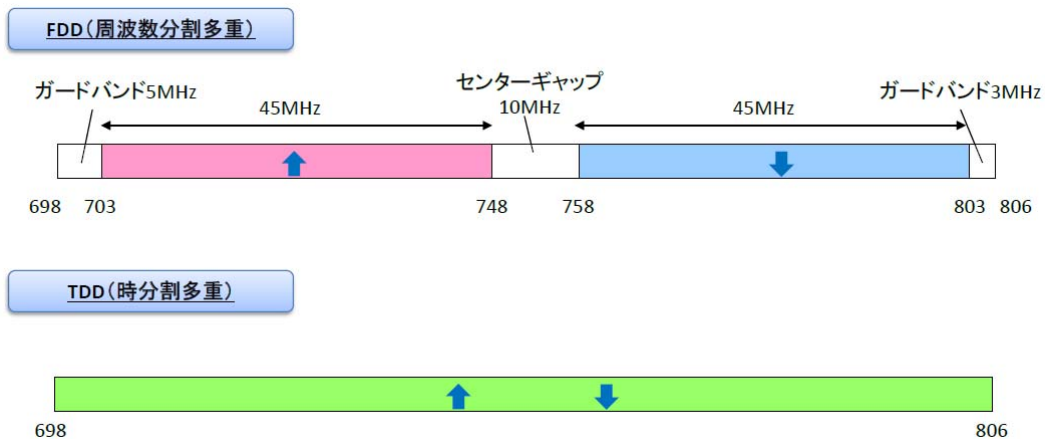 FDD(周波数分割多重)
ガードバンド5MHz
45MHz
センターギャップ
10MHz
45MHz
ガードバンド3MHz
698 703 748 758 803 806
TDD(時分割多重)
698 806